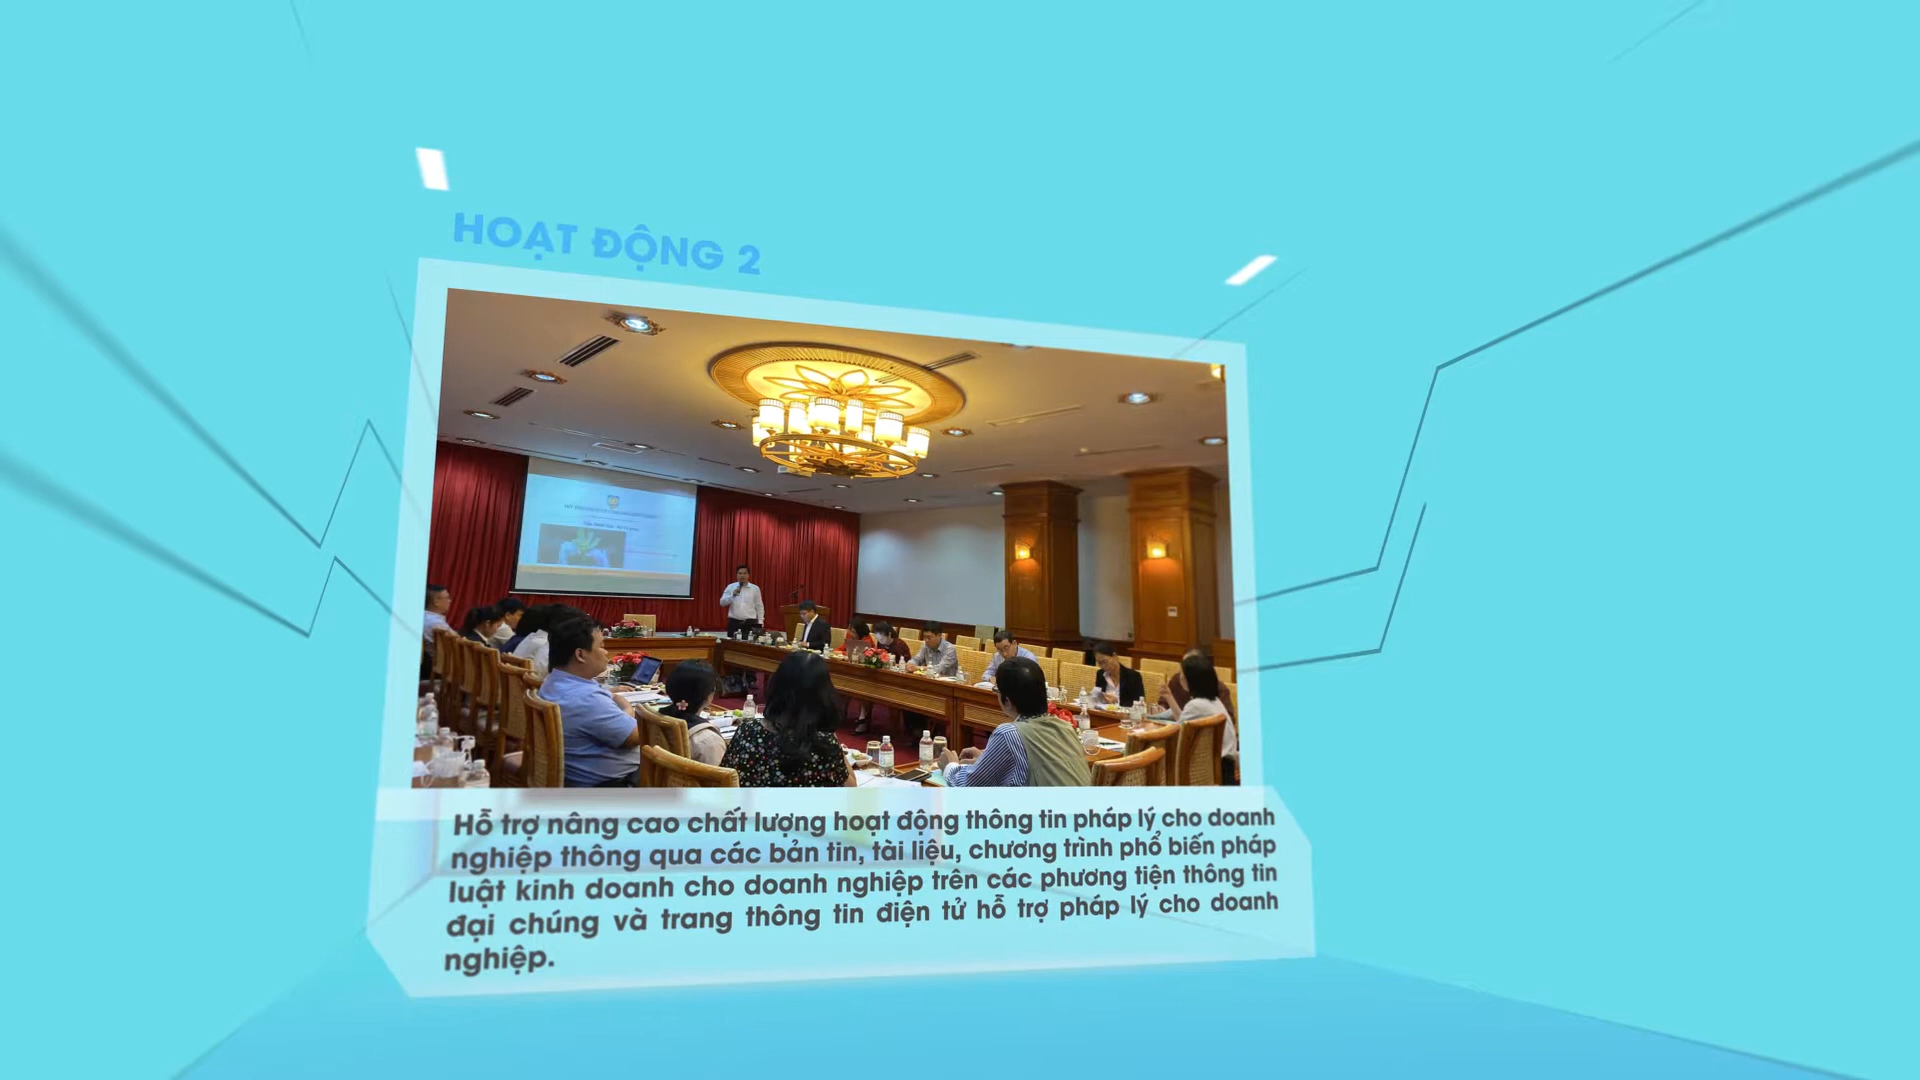 HOẠT ĐỘNG 2
Hỗ trợ nâng cao chất lượng hoạt động thông tin pháp lý cho doanh
nghiệp thông qua các bản tin, tài liệu, chương trình phổ biến pháp
luật kinh doanh cho doanh nghiệp trên các phương tiện thông tin
đại chúng và trang thông tin điện tử hỗ trợ pháp lý cho doanh
nghiệp.